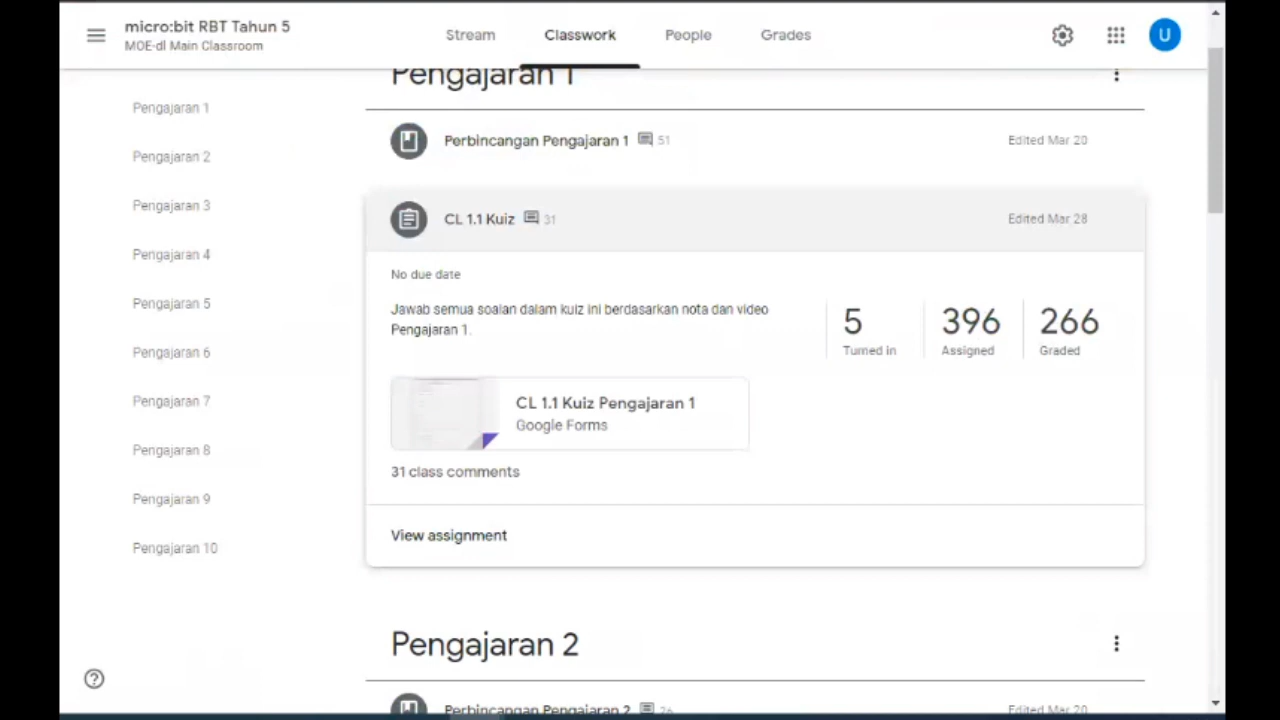 micro:bit RBT Tahun 5
MOE-dl Main Classroom
Stream
Classwork
People
Grades
U
Pengajaran 1
Pengajaran 2
Pengajaran 3
Pengajaran 4
Pengajaran 5
Pengajaran 6
Pengajaran 7
Pengajaran 8
Pengajaran 9
Pengajaran 10
Pengajaran 1
Perbincangan Pengajaran 1 51
Edited Mar 20
CL 1.1 Kuiz 31
Edited Mar 28
No due date
Jawab semua soalan dalam kuiz ini berdasarkan nota dan video
Pengajaran 1.
5
Turned in
396
Assigned
266
Graded
CL 1.1 Kuiz Pengajaran 1
Google Forms
31 class comments
View assignment
Pengajaran 2
Perbincangan Pengajaran 2 26
Edited Mar 20